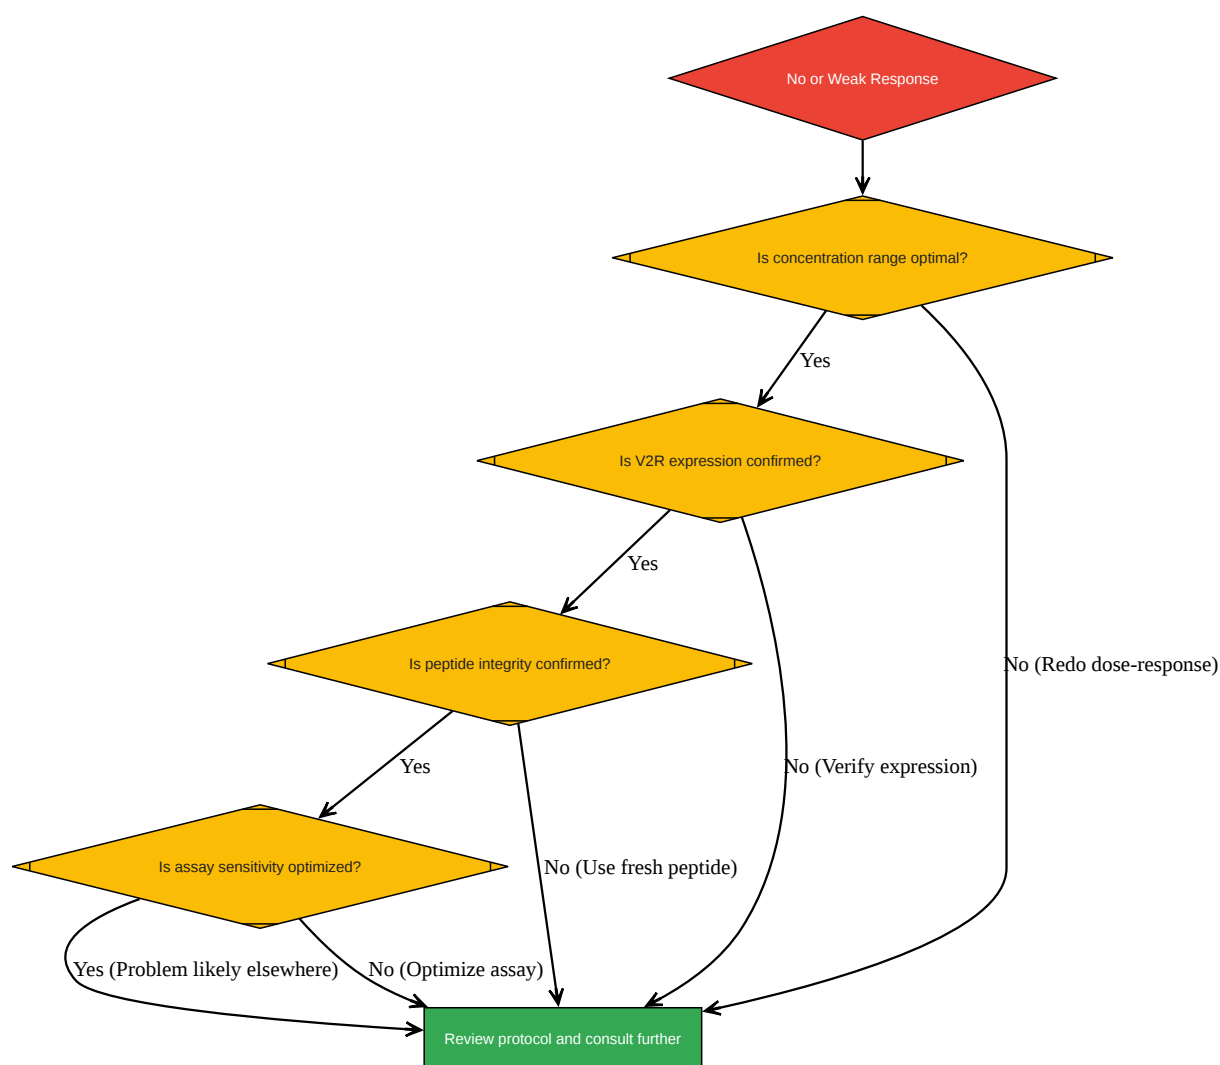 No or Weak Response
Is concentration range optimal?
Yes
Is V2R expression confirmed?
Yes
Is peptide integrity confirmed?
No (Redo dose-response)
Yes
No (Verify expression)
Is assay sensitivity optimized?
No (Use fresh peptide)
Yes (Problem likely elsewhere)
No (Optimize assay)
Review protocol and consult further